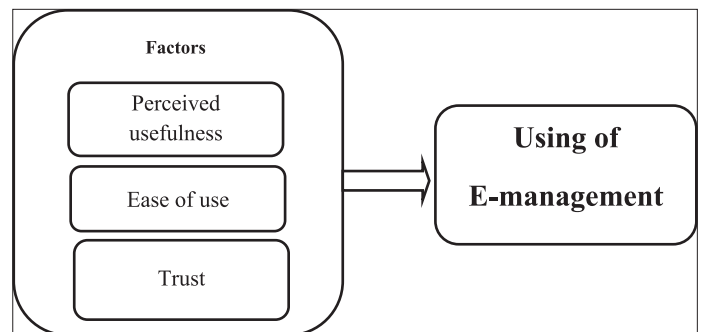 Factors
Perceived
usefulness
Ease of use
Trust
Using of
E-management